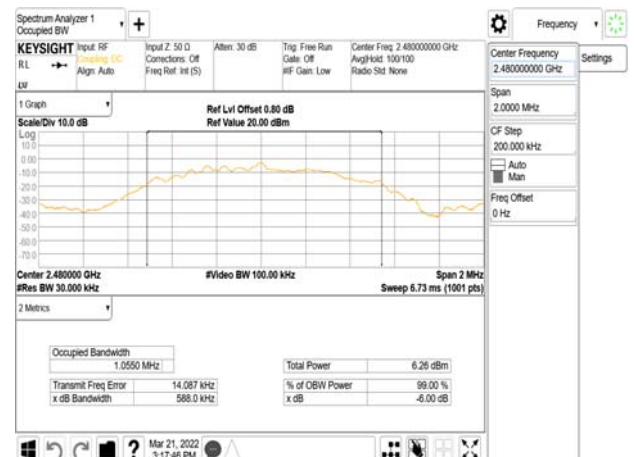 Spectrum Analyzer 1
Occupied BW
Frequency
KEYSIGHT
RL
Input: RF
Coupling: DC
Align: Auto
Input Z: 50 Ω
Corrections: Off
Freq Ref: Int (S)
Atten: 30 dB
Trig: Free Run
Gate: Off
#IF Gain: Low
Center Freq: 2.480000000 GHz
Avg|Hold: 100/100
Radio Std: None
Center Frequency
2.480000000 GHz
Settings
Span
2.0000 MHz
CF Step
200.000 kHz
Auto
Man
Freq Offset
0 Hz
1 Graph
Scale/Div 10.0 dB
Ref Lvl Offset 0.80 dB
Ref Value 20.00 dBm
Log
10.0
0.00
-10.0
-20.0
-30.0
-40.0
-50.0
-60.0
-70.0
Center 2.480000 GHz
#Video BW 100.00 kHz
Span 2 MHz
#Res BW 30.000 kHz
Sweep 6.73 ms (1001 pts)
2 Metrics
Occupied Bandwidth
1.0550 MHz
Total Power 6.26 dBm
Transmit Freq Error 14.087 kHz
% of OBW Power 99.00 %
x dB Bandwidth 588.0 kHz
x dB -6.00 dB
?
Mar 21, 2022
3:17:46 PM